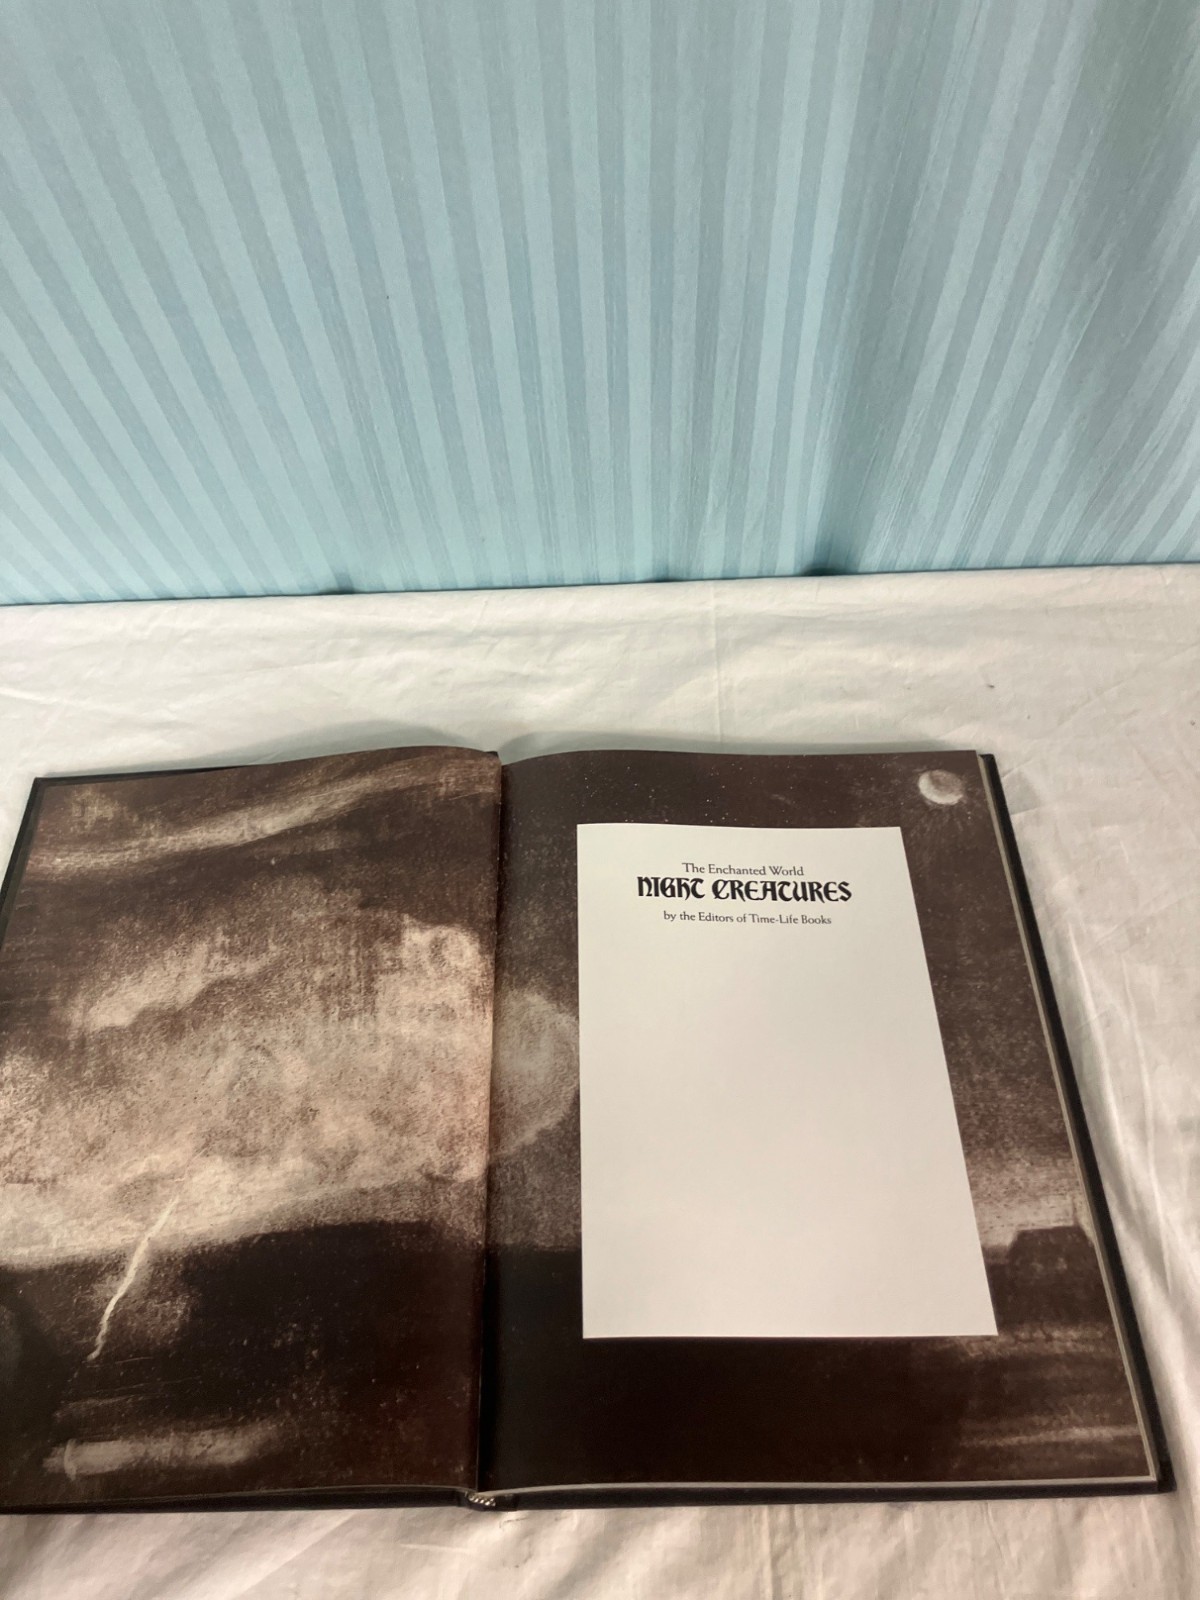 The Enchanted World
NIGHT CREATURES
by the Editors of Time-Life Books